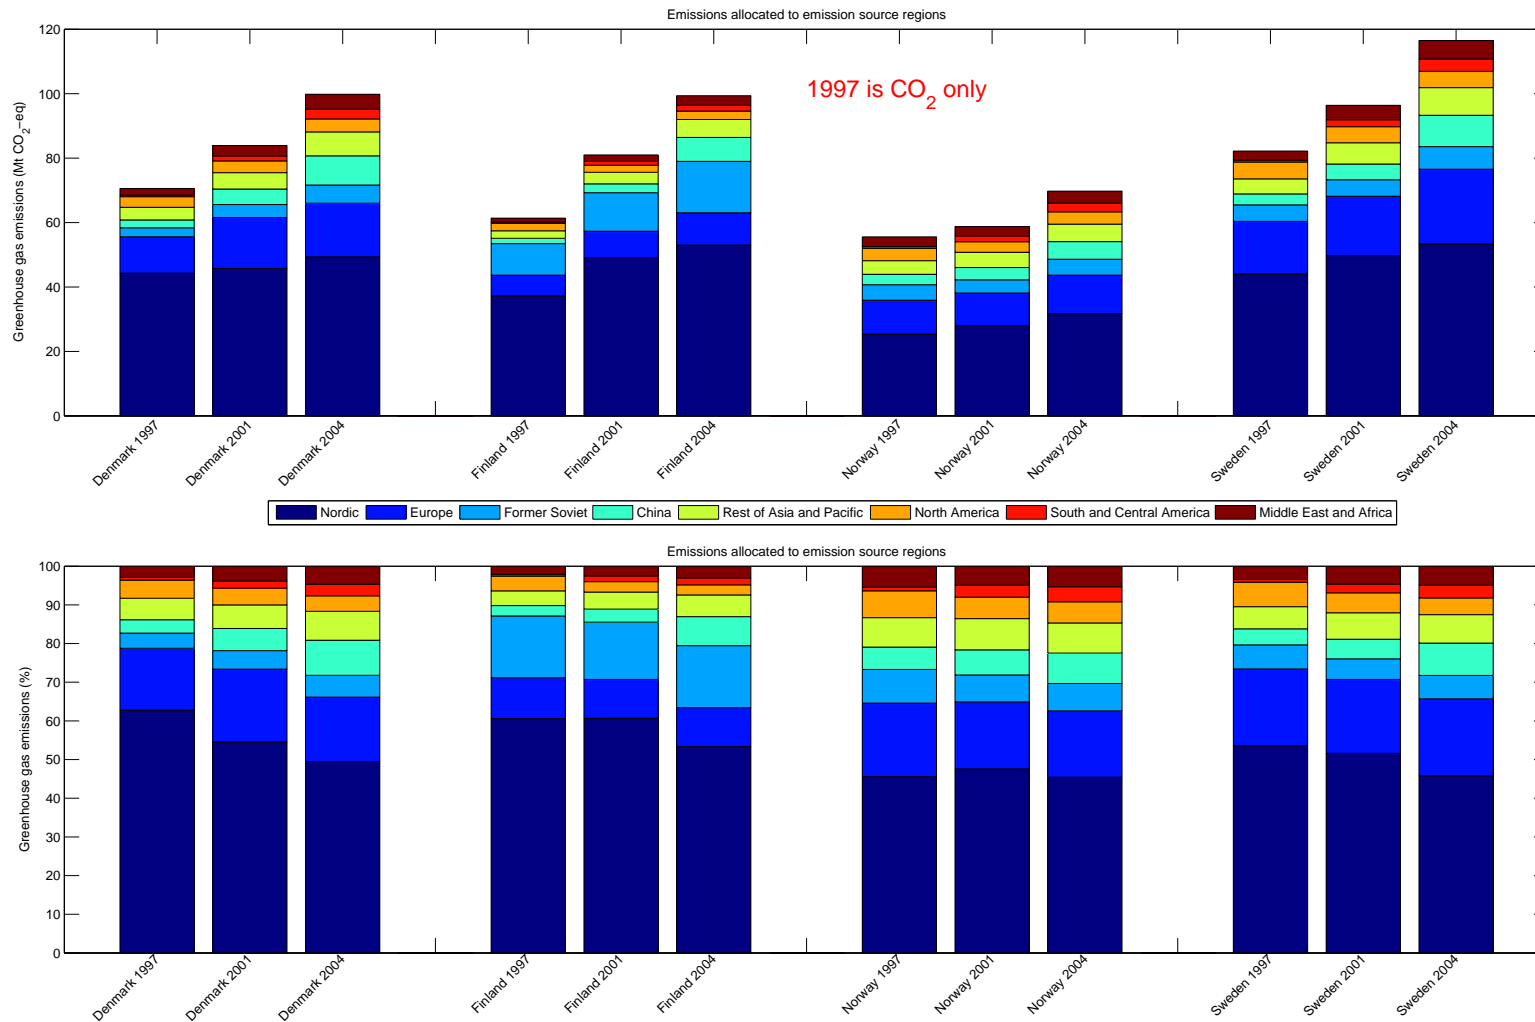 Emissions allocated to emission source regions
Greenhouse gas emissions (Mt CO2−eq)
120
100
80
60
40
20
0
1997 is CO2 only
Denmark 1997
Denmark 2001
Denmark 2004
Finland 1997
Finland 2001
Finland 2004
Norway 1997
Norway 2001
Norway 2004
Sweden 1997
Sweden 2001
Sweden 2004
Nordic Europe Former Soviet China Rest of Asia and Pacific North America South and Central America Middle East and Africa
Emissions allocated to emission source regions
Greenhouse gas emissions (%)
100
90
80
70
60
50
40
30
20
10
0
Denmark 1997
Denmark 2001
Denmark 2004
Finland 1997
Finland 2001
Finland 2004
Norway 1997
Norway 2001
Norway 2004
Sweden 1997
Sweden 2001
Sweden 2004